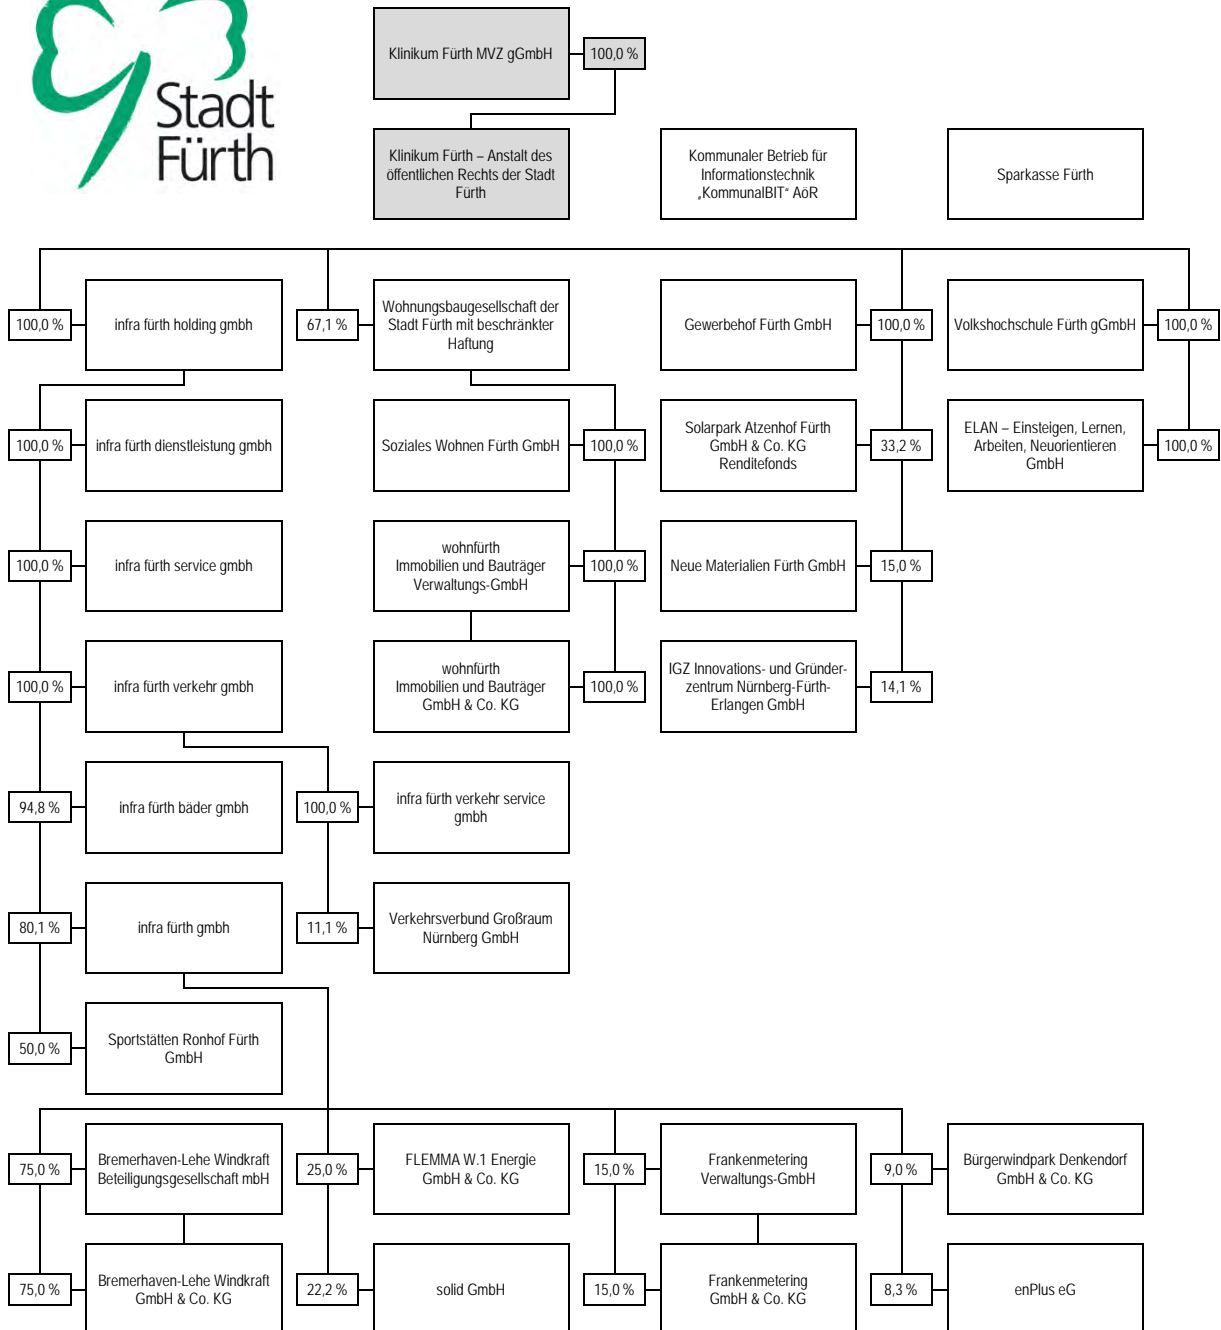 Stadt
Fürth
Klinikum Fürth MVZ gGmbH
100,0 %
Klinikum Fürth – Anstalt des
öffentlichen Rechts der Stadt
Fürth
Kommunaler Betrieb für
Informationstechnik
„KommunalBIT“ AöR
Sparkasse Fürth
100,0 %
infra fürth holding gmbh
67,1 %
Wohnungsbaugesellschaft der
Stadt Fürth mit beschränkter
Haftung
Gewerbehof Fürth GmbH
100,0 %
Volkshochschule Fürth gGmbH
100,0 %
100,0 %
infra fürth dienstleistung gmbh
Soziales Wohnen Fürth GmbH
100,0 %
Solarpark Atzenhof Fürth
GmbH & Co. KG
Renditefonds
33,2 %
ELAN – Einsteigen, Lernen,
Arbeiten, Neuorientieren
GmbH
100,0 %
100,0 %
infra fürth service gmbh
wohnfürth
Immobilien und Bauträger
Verwaltungs-GmbH
100,0 %
Neue Materialien Fürth GmbH
15,0 %
100,0 %
infra fürth verkehr gmbh
wohnfürth
Immobilien und Bauträger
GmbH & Co. KG
100,0 %
IGZ Innovations- und Gründer-
zentrum Nürnberg-Fürth-
Erlangen GmbH
14,1 %
94,8 %
infra fürth bäder gmbh
100,0 %
infra fürth verkehr service
gmbh
80,1 %
infra fürth gmbh
11,1 %
Verkehrsverbund Großraum
Nürnberg GmbH
50,0 %
Sportstätten Ronhof Fürth
GmbH
75,0 %
Bremerhaven-Lehe Windkraft
Beteiligungsgesellschaft mbH
25,0 %
FLEMMA W.1 Energie
GmbH & Co. KG
15,0 %
Frankenmetering
Verwaltungs-GmbH
9,0 %
Bürgerwindpark Denkendorf
GmbH & Co. KG
75,0 %
Bremerhaven-Lehe Windkraft
GmbH & Co. KG
22,2 %
solid GmbH
15,0 %
Frankenmetering
GmbH & Co. KG
8,3 %
enPlus eG